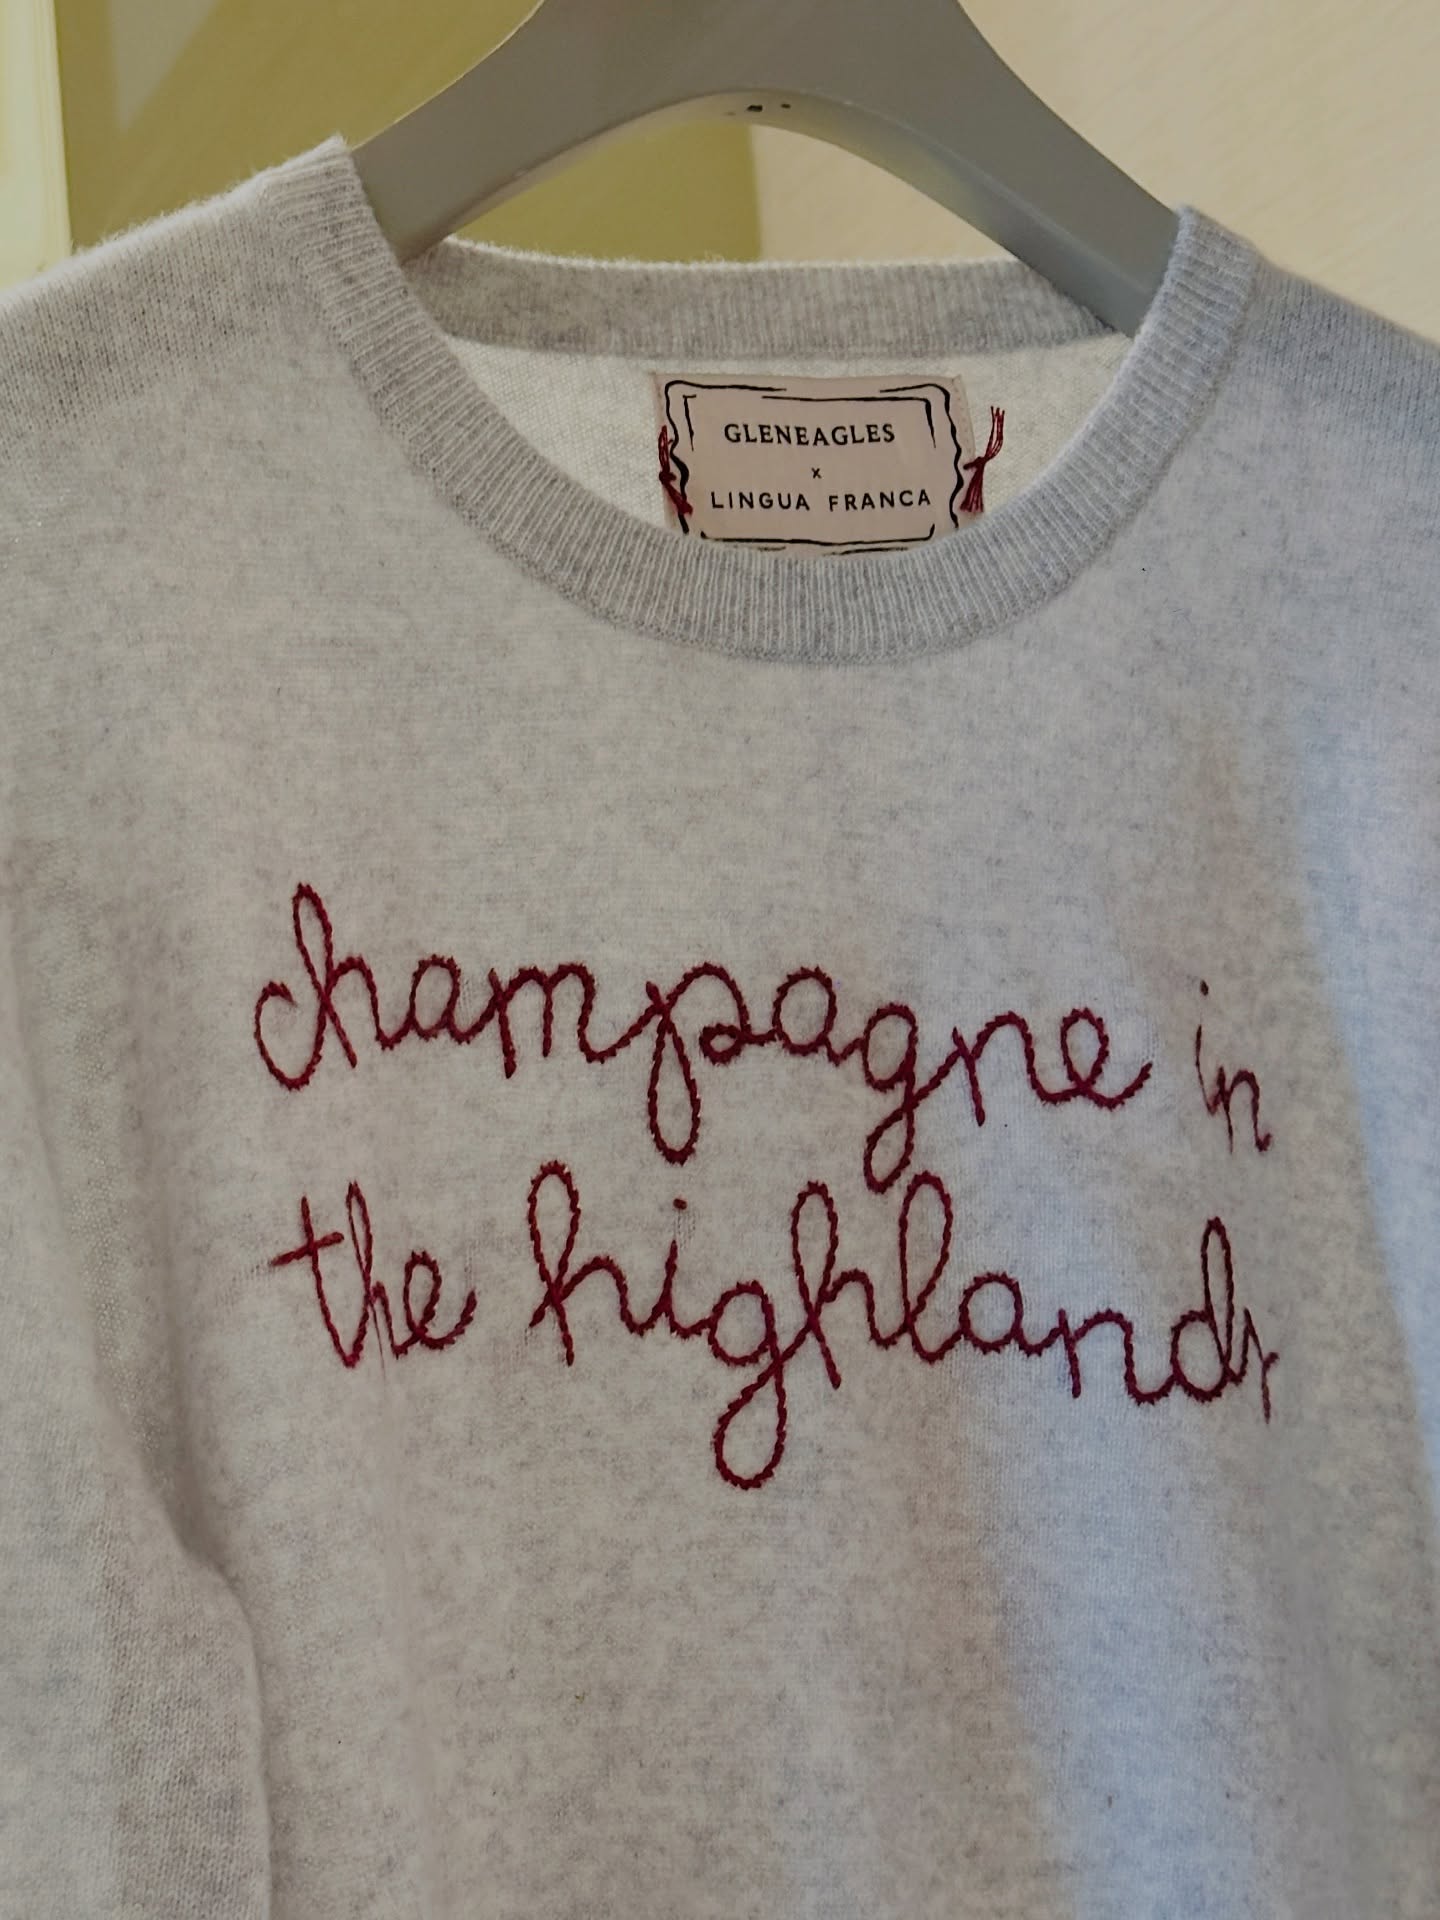 GLENEAGLES
x
LINGUA FRANCA
champagne in
the highlands